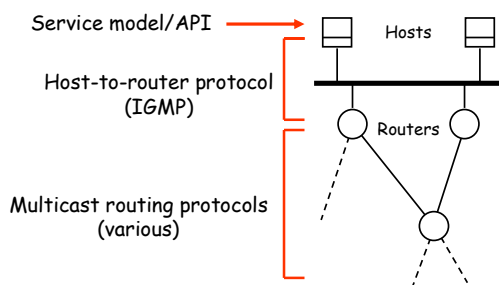 Service model/API
Hosts
Host-to-router protocol
(IGMP)
Routers
Multicast routing protocols
(various)